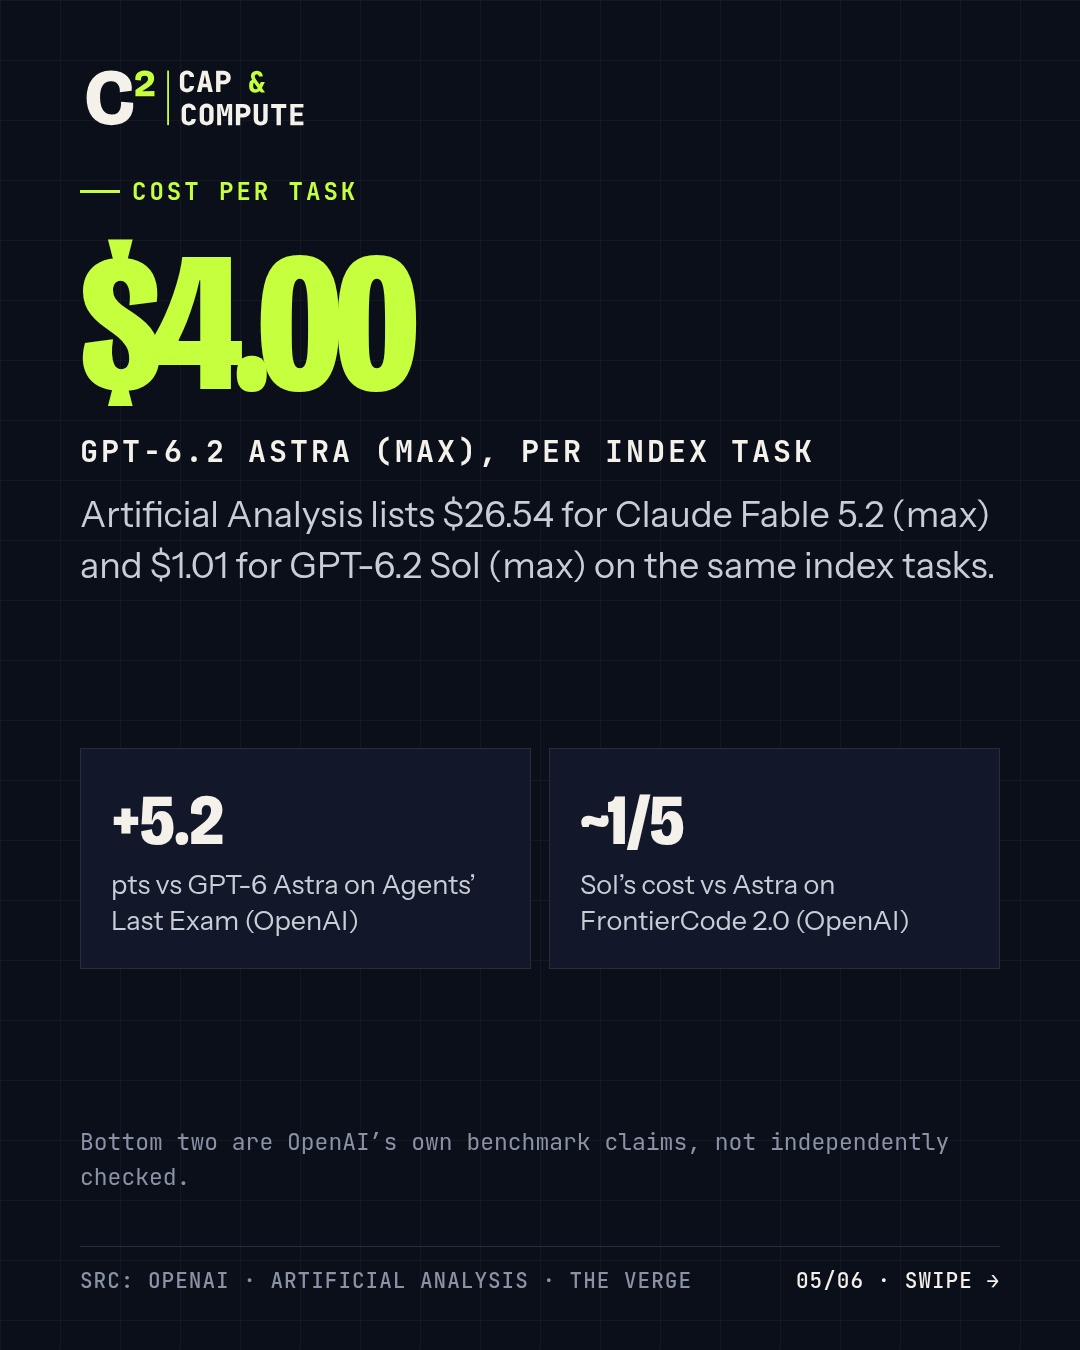 C² CAP &
COMPUTE
COST PER TASK
$4.00
GPT-6.2 ASTRA (MAX), PER INDEX TASK
Artificial Analysis lists $26.54 for Claude Fable 5.2 (max)
and $1.01 for GPT-6.2 Sol (max) on the same index tasks.
+5.2
pts vs GPT-6 Astra on Agents’
Last Exam (OpenAI)
~1/5
Sol’s cost vs Astra on
FrontierCode 2.0 (OpenAI)
Bottom two are OpenAI’s own benchmark claims, not independently
checked.
SRC: OPENAI · ARTIFICIAL ANALYSIS · THE VERGE
05/06 · SWIPE →